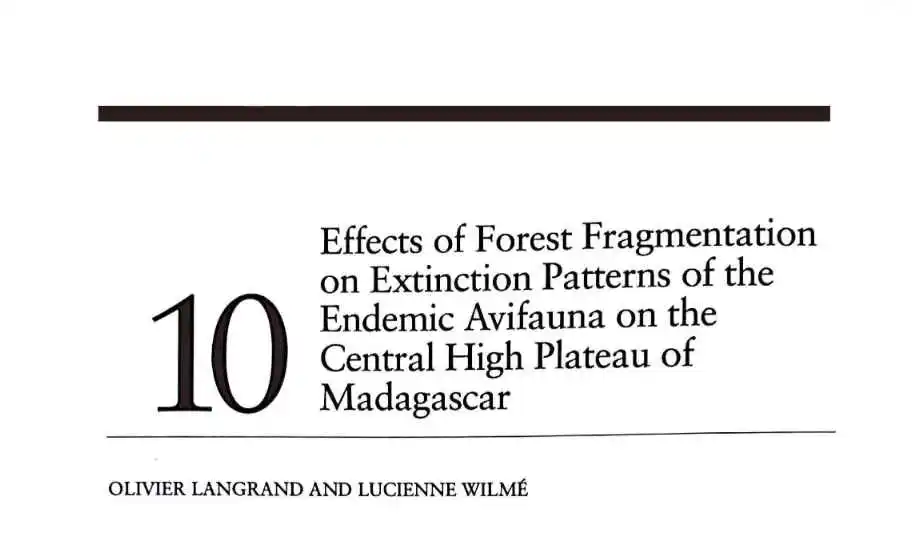 10
Effects of Forest Fragmentation
on Extinction Patterns of the
Endemic Avifauna on the
Central High Plateau of
Madagascar
OLIVIER LANGRAND AND LUCIENNE WILMÉ